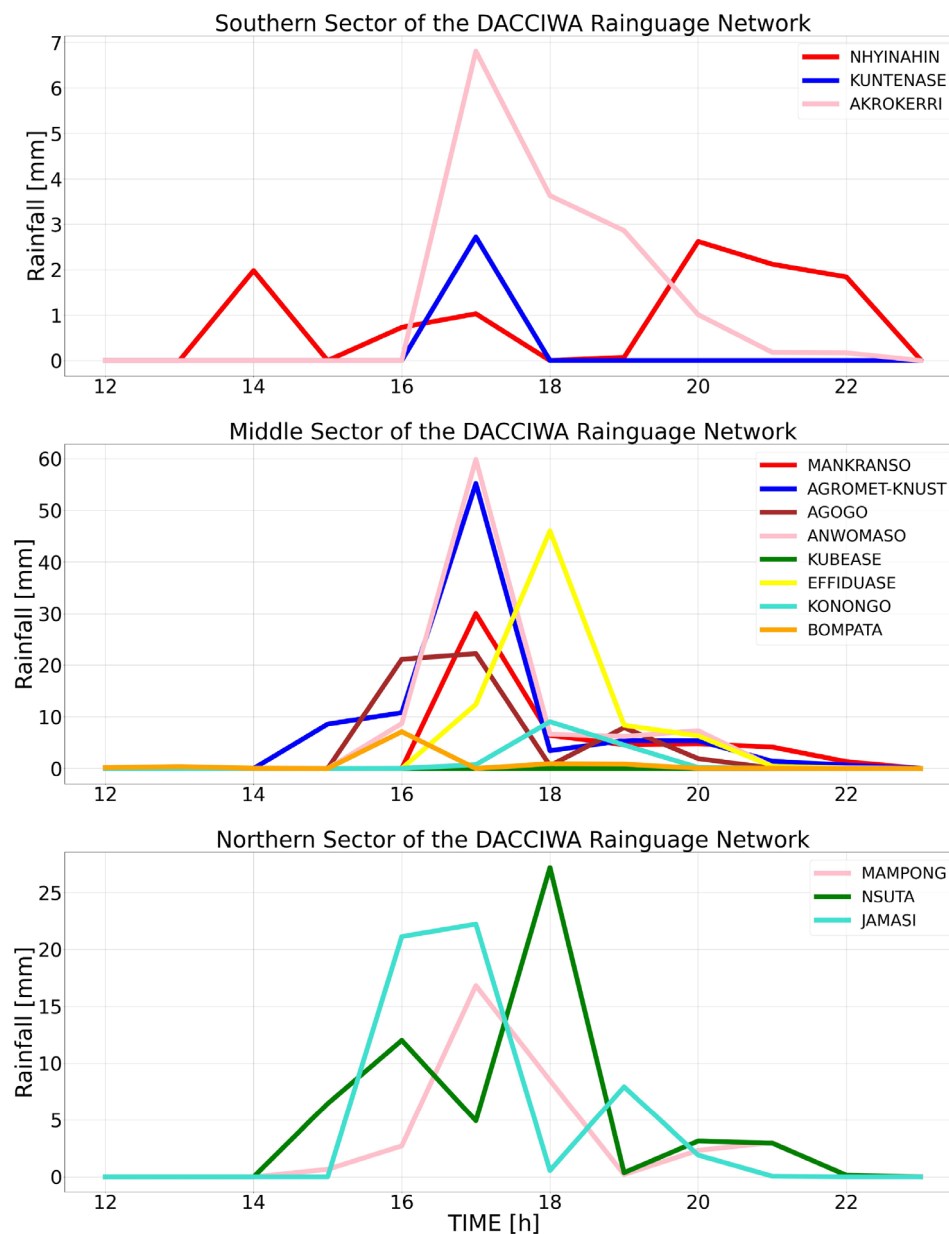 Southern Sector of the DACCIWA Rainguage Network
Rainfall [mm]
7
6
5
4
3
2
1
0
12 14 16 18 20 22
NHYINAHIN
KUNTENASE
AKROKERRI
Middle Sector of the DACCIWA Rainguage Network
Rainfall [mm]
60
50
40
30
20
10
0
12 14 16 18 20 22
MANKRANSO
AGROMET-KNUST
AGOGO
ANWOMASO
KUBEASE
EFFIDUASE
KONONGO
BOMPATA
Northern Sector of the DACCIWA Rainguage Network
Rainfall [mm]
25
20
15
10
5
0
12 14 16 18 20 22
MAMPONG
NSUTA
JAMASI
TIME [h]